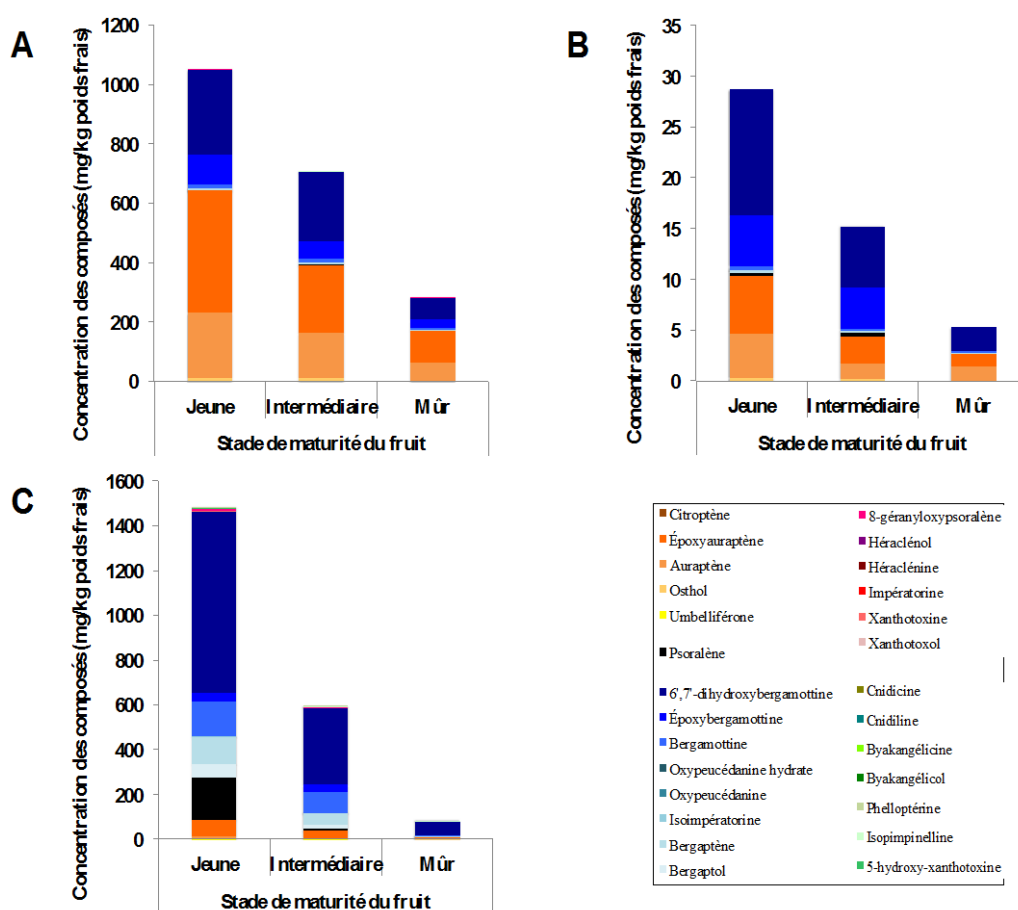 A
Concentration des composés (mg/kg poids frais)
1200
1000
800
600
400
200
0
Jeune
Intermédiaire
Mûr
Stade de maturité du fruit
B
Concentration des composés (mg/kg poids frais)
35
30
25
20
15
10
5
0
Jeune
Intermédiaire
Mûr
Stade de maturité du fruit
C
Concentration des composés (mg/kg poids frais)
1600
1400
1200
1000
800
600
400
200
0
Jeune
Intermédiaire
Mûr
Stade de maturité du fruit
Citroptène
Époxyauraptène
Auraptène
Osthol
Umbelliférone
Psoralène
6',7'-dihydroxybergamottine
Époxybergamottine
Bergamottine
Oxypeucédanine hydrate
Oxypeucédanine
Isoimpératorine
Bergaptène
Bergaptol
8-géranyloxypsoralène
Héraclénol
Héraclénine
Impératorine
Xanthotoxine
Xanthotoxol
Cnidicine
Cnidiline
Byakangélicine
Byakangélicol
Phelloptérine
Isopimpinelline
5-hydroxy-xanthotoxine